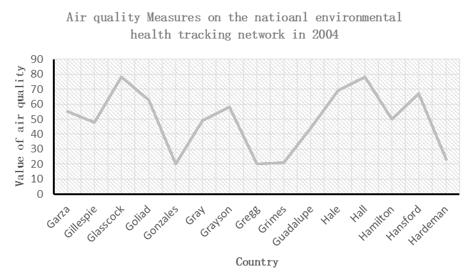 Air quality Measures on the natioanl environmental
health tracking network in 2004
Value of air quality
90
80
70
60
50
40
30
20
10
0
Garza
Gillespie
Glasscock
Goliad
Gonzales
Gray
Grayson
Gregg
Grimes
Guadalupe
Hale
Hall
Hamilton
Hansford
Hardeman
Country